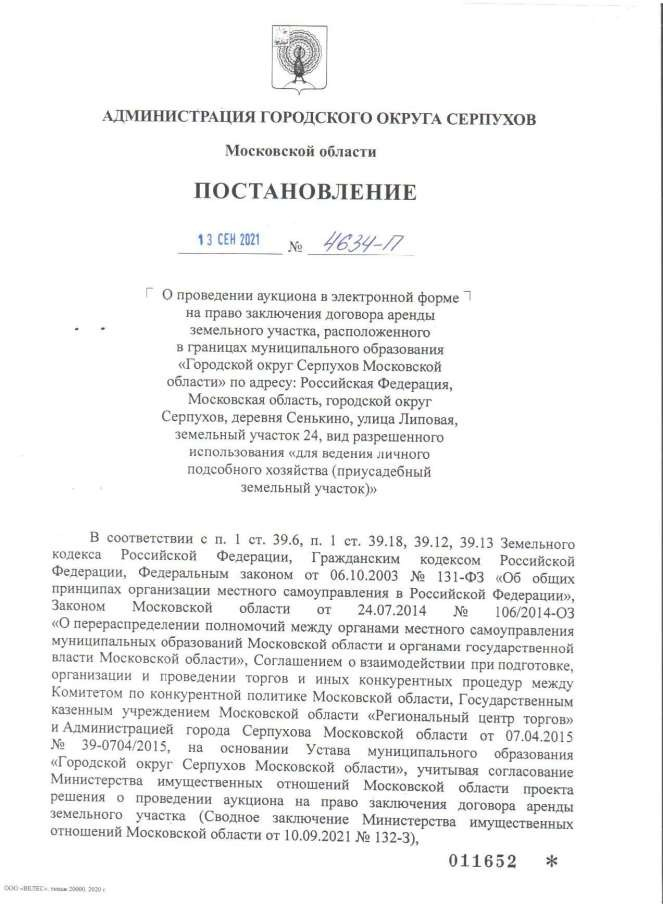 АДМИНИСТРАЦИЯ ГОРОДСКОГО ОКРУГА СЕРПУХОВ
Московской области
ПОСТАНОВЛЕНИЕ
13 СЕН 2021 № 4634-П
О проведении аукциона в электронной форме
на право заключения договора аренды
земельного участка, расположенного
в границах муниципального образования
«Городской округ Серпухов Московской
области» по адресу: Российская Федерация,
Московская область, городской округ
Серпухов, деревня Сенькино, улица Липовая,
земельный участок 24, вид разрешенного
использования «для ведения личного
подсобного хозяйства (приусадебный
земельный участок)»
В соответствии с п. 1 ст. 39.6, п. 1 ст. 39.18, 39.12, 39.13 Земельного
кодекса Российской Федерации, Гражданским кодексом Российской
Федерации, Федеральным законом от 06.10.2003 № 131-ФЗ «Об общих
принципах организации местного самоуправления в Российской Федерации»,
Законом Московской области от 24.07.2014 № 106/2014-ОЗ
«О перераспределении полномочий между органами местного самоуправления
муниципальных образований Московской области и органами государственной
власти Московской области», Соглашением о взаимодействии при подготовке,
организации и проведении торгов и иных конкурентных процедур между
Комитетом по конкурентной политике Московской области, Государственным
казенным учреждением Московской области «Региональный центр торгов»
и Администрацией города Серпухова Московской области от 07.04.2015
№ 39-0704/2015, на основании Устава муниципального образования
«Городской округ Серпухов Московской области», учитывая согласование
Министерства имущественных отношений Московской области проекта
решения о проведении аукциона на право заключения договора аренды
земельного участка (Сводное заключение Министерства имущественных
отношений Московской области от 10.09.2021 № 132-З),
011652 *
ООО «ВЕЛЕС», тираж 20000, 2020 г.